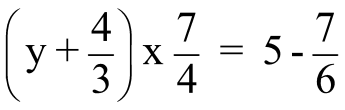 (y + 4/3) x 7/4 = 5 - 7/6